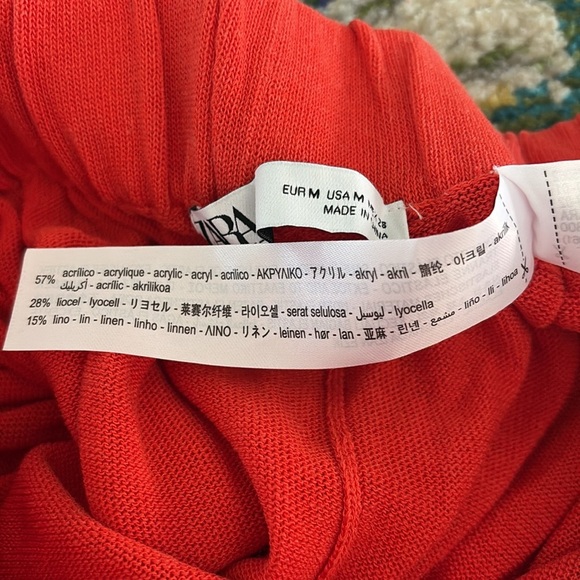 ZARA
EUR M USA M
MADE IN
57% acrílico - acrylique - acrylic - acryl - acrilico - ΑΚΡΥΛΙΚΟ - アクリル - akryl - akril - 腈纶 - 아크릴 -
أكريليك - acrílic - akrilikoa
28% liocel - lyocell - リヨセル - 莱赛尔纤维 - 라이오셀 - serat selulosa - ليوسيل - lyocella
15% lino - lin - linen - linho - linnen - ΛΙΝΟ - リネン - leinen - hør - lan - 亚麻 - 린넨 - مشمع - liño - lli - lihoa